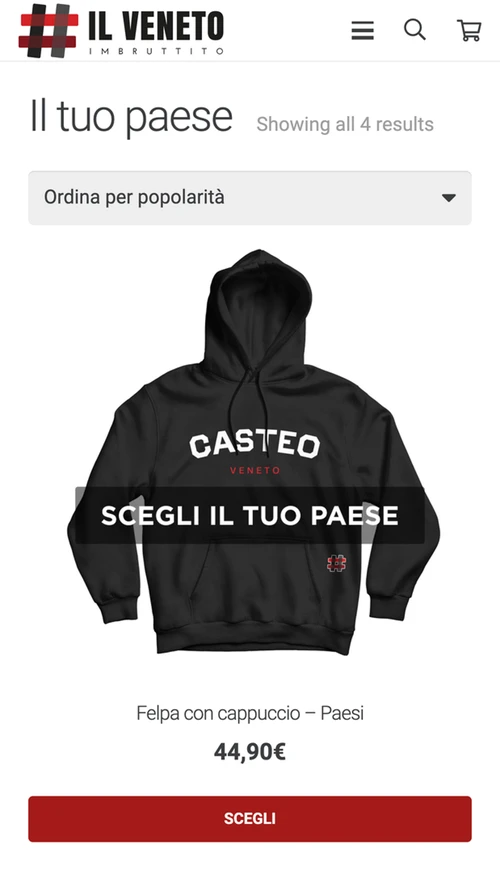 IL VENETO
IMBRUTTITO
Il tuo paese Showing all 4 results
Ordina per popolarità
CASTEO
VENETO
SCEGLI IL TUO PAESE
Felpa con cappuccio – Paesi
44,90€
SCEGLI